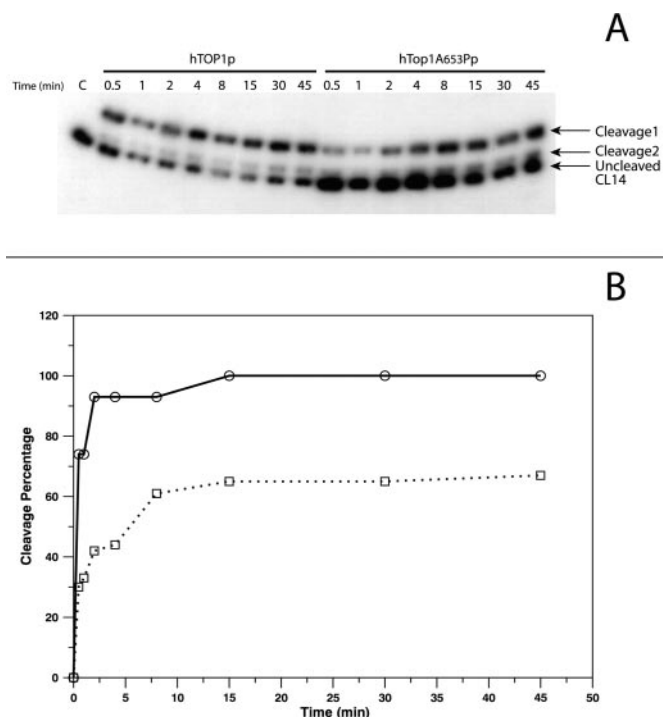 A
hTOP1p hTop1A653Pp
Time (min) C 0.5 1 2 4 8 15 30 45 0.5 1 2 4 8 15 30 45
Cleavage1
Cleavage2
Uncleaved
CL14
B
120
100
80
60
40
20
0
Cleavage Percentage
0 5 10 15 20 25 30 35 40 45 50
Time (min)